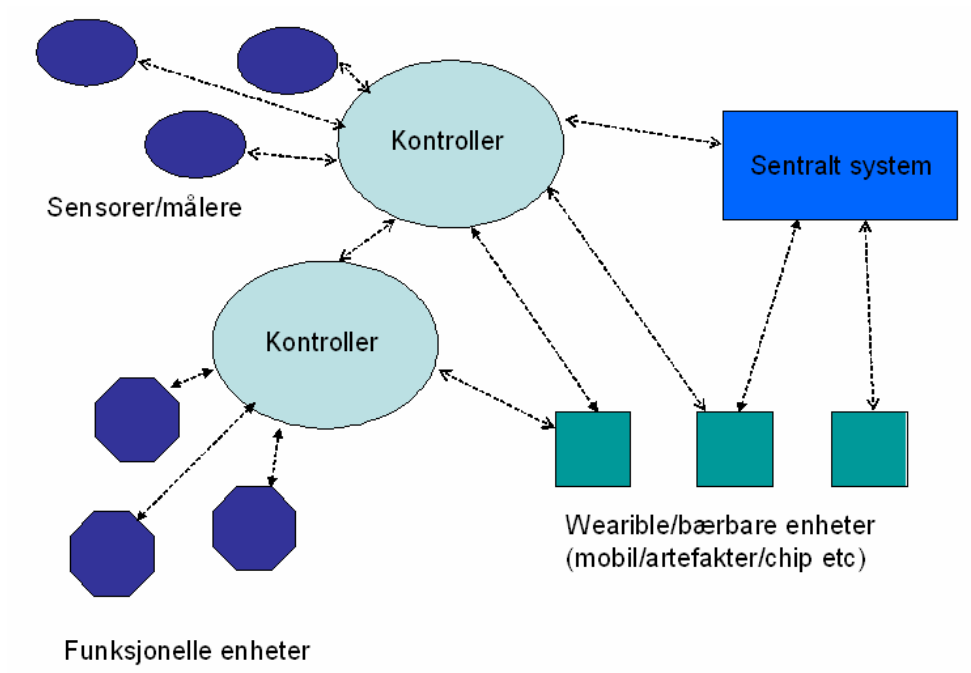 Kontroller
Sentralt system
Sensorer/målere
Kontroller
Wearible/bærbare enheter
(mobil/artefakter/chip etc)
Funksjonelle enheter